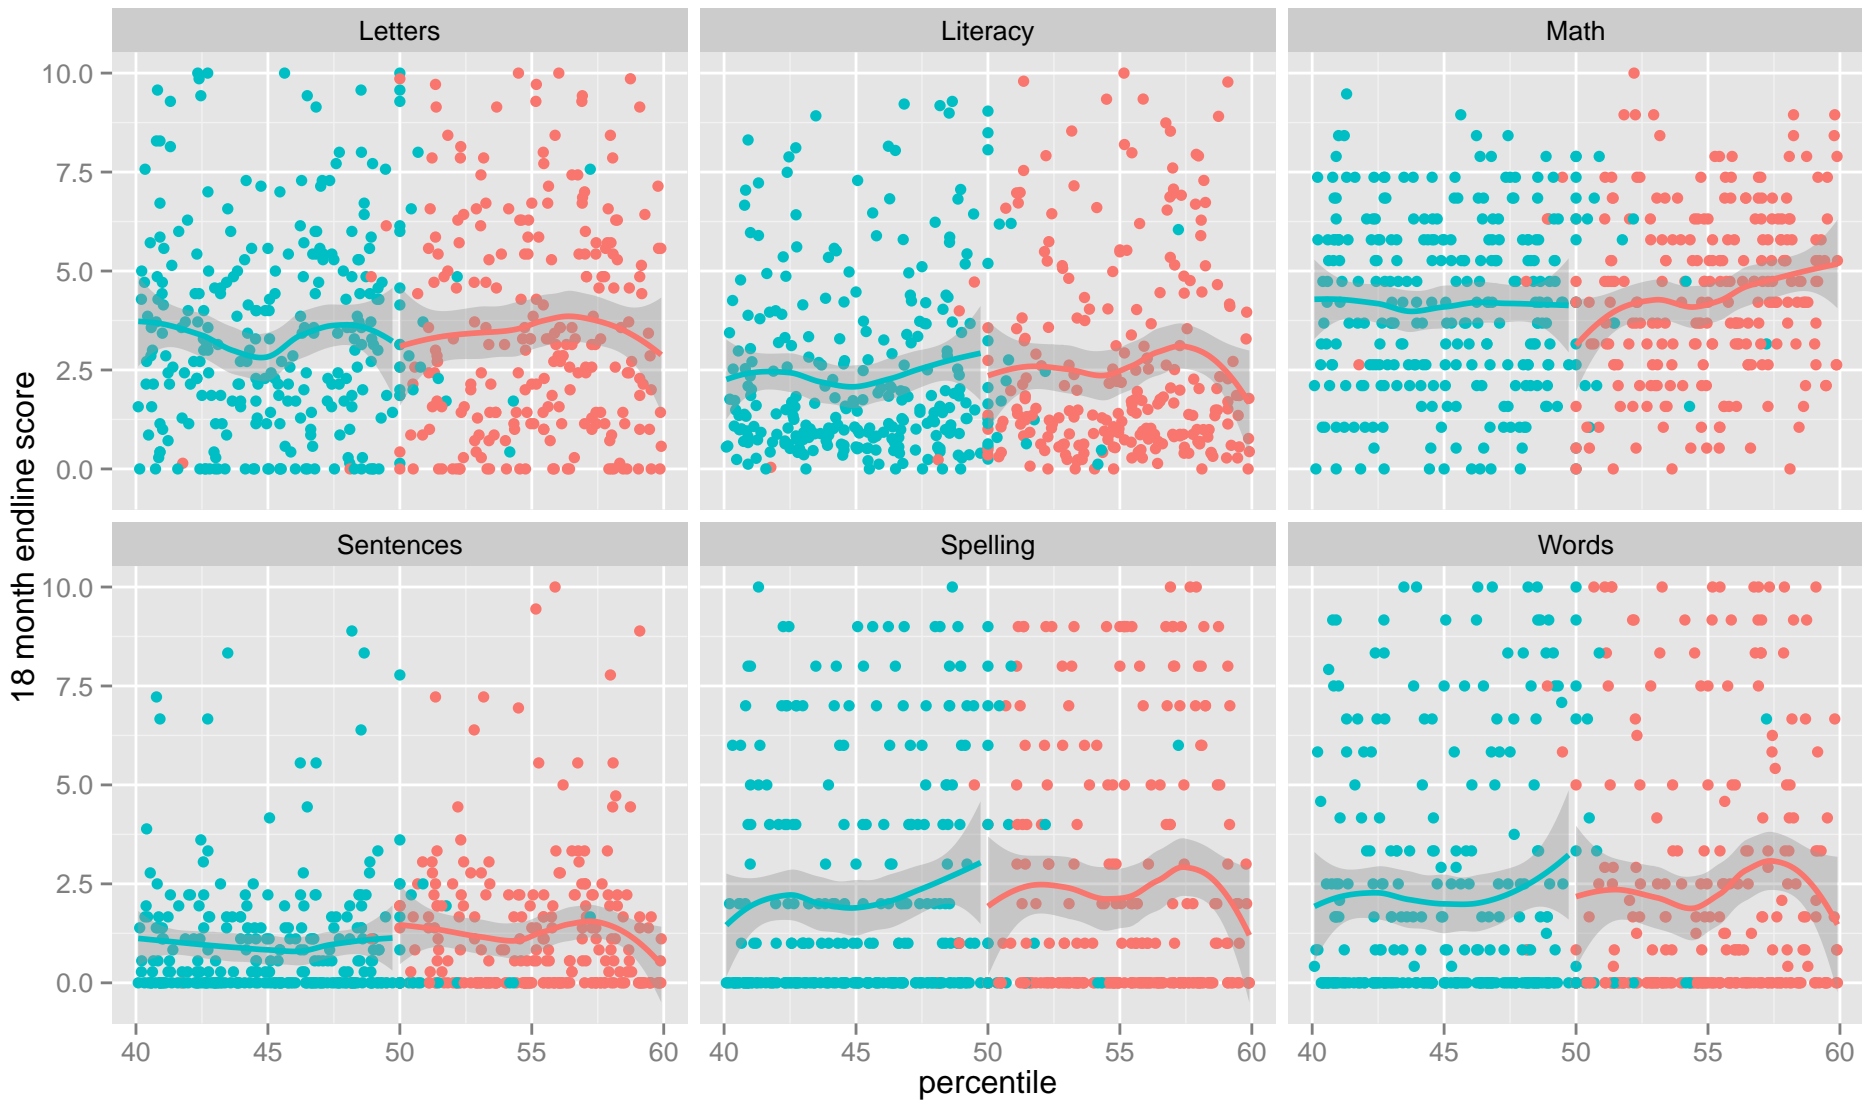 Letters
Literacy
Math
10.0
7.5
5.0
2.5
0.0
18 month endline score
Sentences
Spelling
Words
10.0
7.5
5.0
2.5
0.0
40 45 50 55 60
40 45 50 55 60
40 45 50 55 60
percentile